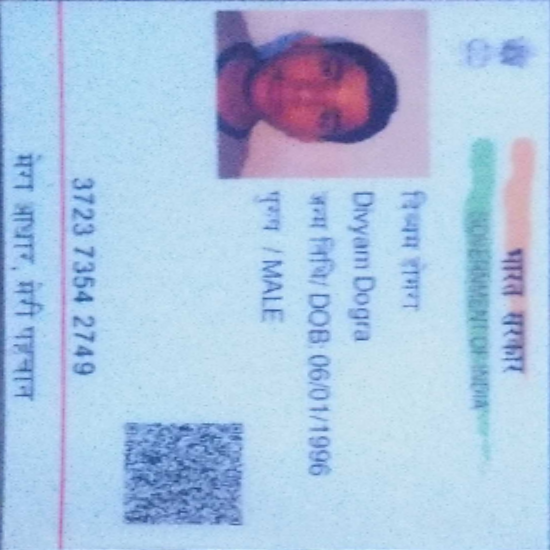 भारत सरकार
GOVERNMENT OF INDIA
दिव्यम डोगरा
Divyam Dogra
जन्म तिथि/ DOB: 06/01/1996
पुरुष / MALE
3723 7354 2749
मेरा आधार, मेरी पहचान